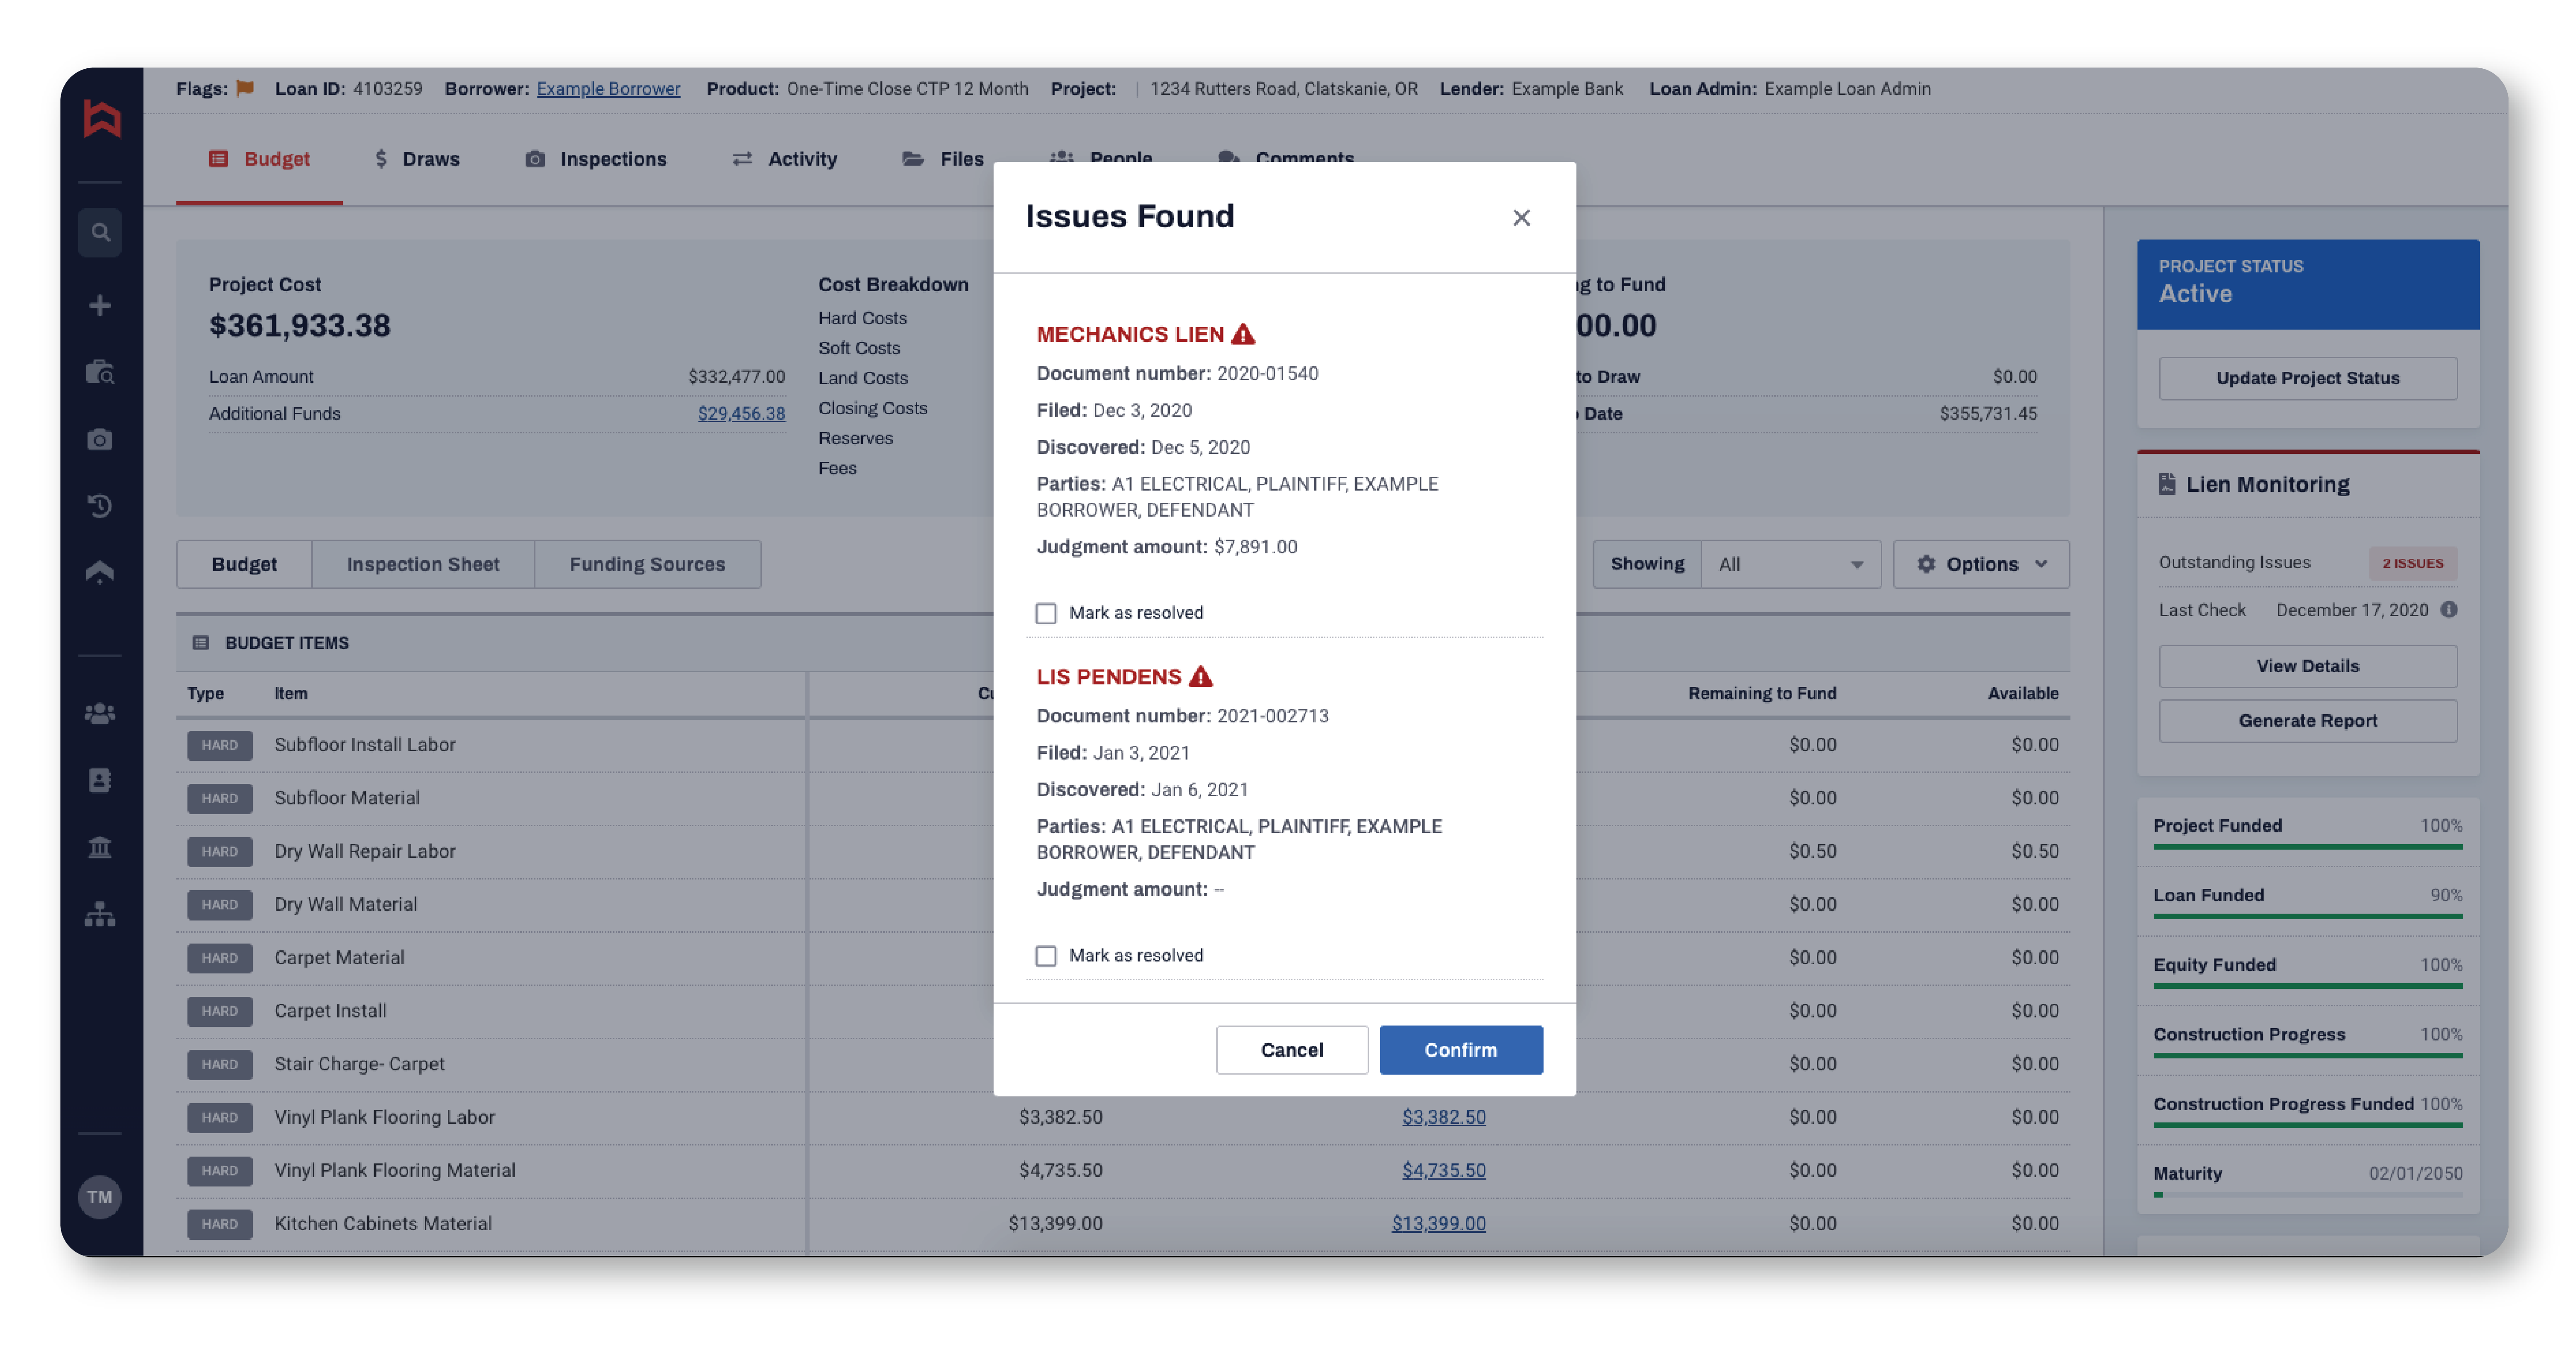 Flags: Loan ID: 4103259 Borrower: Example Borrower Product: One-Time Close CTP 12 Month Project: | 1234 Rutters Road, Clatskanie, OR Lender: Example Bank Loan Admin: Example Loan Admin
Budget Draws Inspections Activity Files People Comments
Issues Found
MECHANICS LIEN
Document number: 2020-01540
Filed: Dec 3, 2020
Discovered: Dec 5, 2020
Parties: A1 ELECTRICAL, PLAINTIFF, EXAMPLE
BORROWER, DEFENDANT
Judgment amount: $7,891.00
Mark as resolved
LIS PENDENS
Document number: 2021-002713
Filed: Jan 3, 2021
Discovered: Jan 6, 2021
Parties: A1 ELECTRICAL, PLAINTIFF, EXAMPLE
BORROWER, DEFENDANT
Judgment amount: --
Mark as resolved
Cancel Confirm
Project Cost
$361,933.38
Loan Amount $332,477.00
Additional Funds $29,456.38
Cost Breakdown
Hard Costs
Soft Costs
Land Costs
Closing Costs
Reserves
Fees
to Fund
00.00
to Draw $0.00
Date $355,731.45
Budget Inspection Sheet Funding Sources
Showing All Options
BUDGET ITEMS
Type Item Remaining to Fund Available
HARD Subfloor Install Labor $0.00 $0.00
HARD Subfloor Material $0.00 $0.00
HARD Dry Wall Repair Labor $0.50 $0.50
HARD Dry Wall Material $0.00 $0.00
HARD Carpet Material $0.00 $0.00
HARD Carpet Install $0.00 $0.00
HARD Stair Charge- Carpet $0.00 $0.00
HARD Vinyl Plank Flooring Labor $3,382.50 $3,382.50 $0.00 $0.00
HARD Vinyl Plank Flooring Material $4,735.50 $4,735.50 $0.00 $0.00
HARD Kitchen Cabinets Material $13,399.00 $13,399.00 $0.00 $0.00
PROJECT STATUS
Active
Update Project Status
Lien Monitoring
Outstanding Issues 2 ISSUES
Last Check December 17, 2020
View Details
Generate Report
Project Funded 100%
Loan Funded 90%
Equity Funded 100%
Construction Progress 100%
Construction Progress Funded 100%
Maturity 02/01/2050
TM